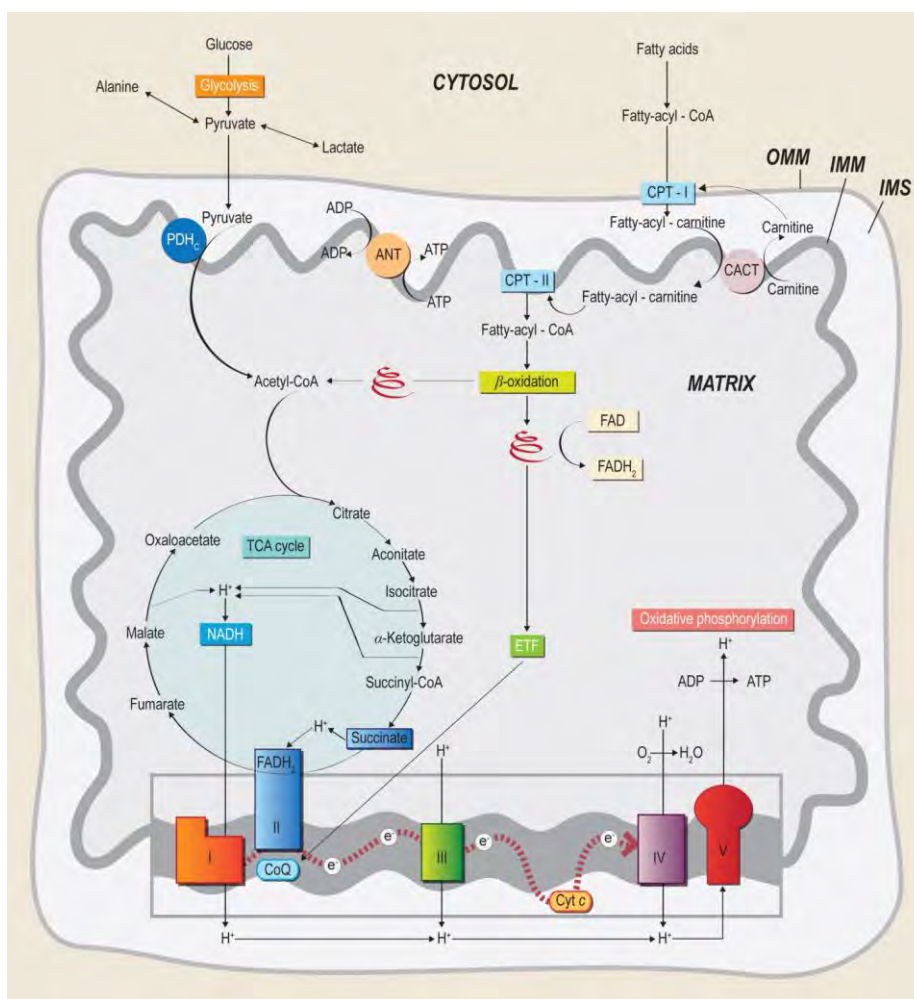 Glucose
Fatty acids
Alanine
Glycolysis
CYTOSOL
Pyruvate
Fatty-acyl - CoA
Lactate
OMM
IMM
IMS
CPT - I
ADP
Pyruvate
Fatty-acyl - carnitine
Carnitine
PDHC
ADP
ANT
ATP
CACT
CPT - II
Fatty-acyl - carnitine
Carnitine
ATP
Fatty-acyl - CoA
MATRIX
Acetyl-CoA
β-oxidation
FAD
FADH2
Citrate
Oxaloacetate
TCA cycle
Aconitate
H+
Isocitrate
Oxidative phosphorylation
Malate
NADH
α-Ketoglutarate
ETF
H+
Succinyl-CoA
ADP
ATP
Fumarate
H+
Succinate
H+
H+
O2
H2O
FADH2
II
e-
e-
I
III
e-
IV
V
CoQ
e-
Cyt c
H+
H+
H+